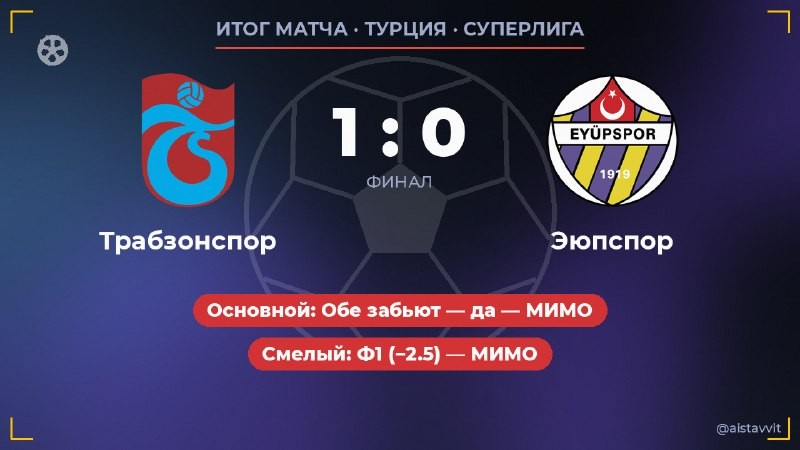 ИТОГ МАТЧА · ТУРЦИЯ · СУПЕРЛИГА
1 : 0
ФИНАЛ
EYÜPSPOR
1919
Трабзонспор
Эюпспор
Основной: Обе забьют — да — МИМО
Смелый: Ф1 (−2.5) — МИМО
@aistavvit